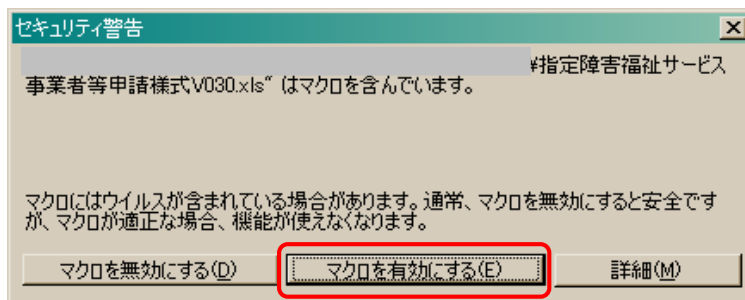 セキュリティ警告
¥指定障害福祉サービス
事業者等申請様式V030.xls“ はマクロを含んでいます。
マクロにはウイルスが含まれている場合があります。通常、マクロを無効にすると安全です
が、マクロが適正な場合、機能が使えなくなります。
マクロを無効にする(D) マクロを有効にする(E) 詳細(M)